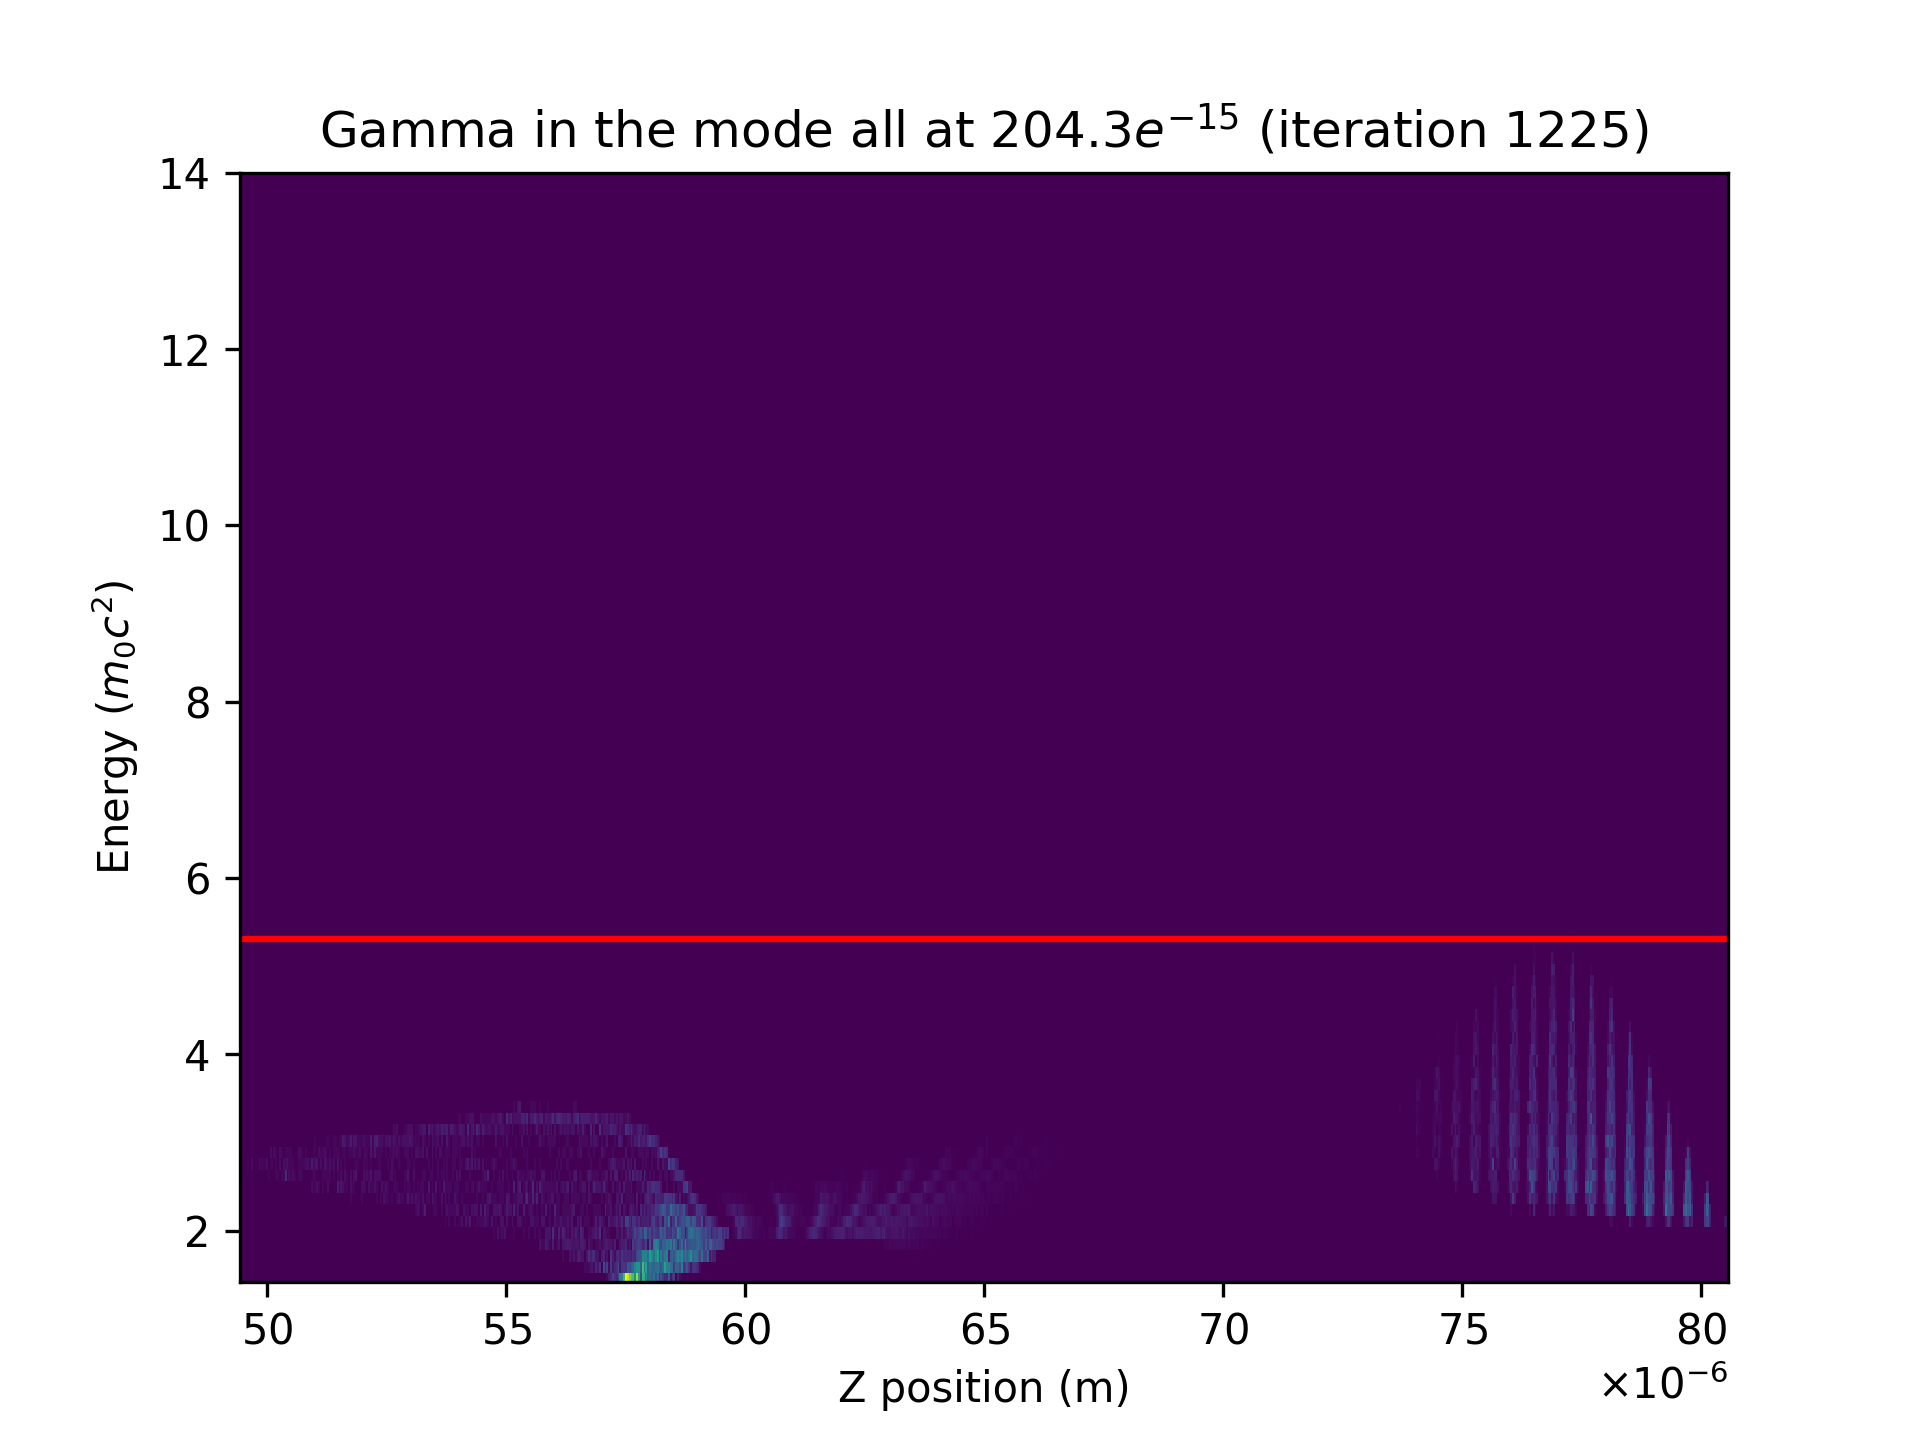 Gamma in the mode all at 204.3e⁻¹⁵ (iteration 1225)
14
12
10
8
6
4
2
Energy (m₀c²)
50 55 60 65 70 75 80
Z position (m)
×10⁻⁶